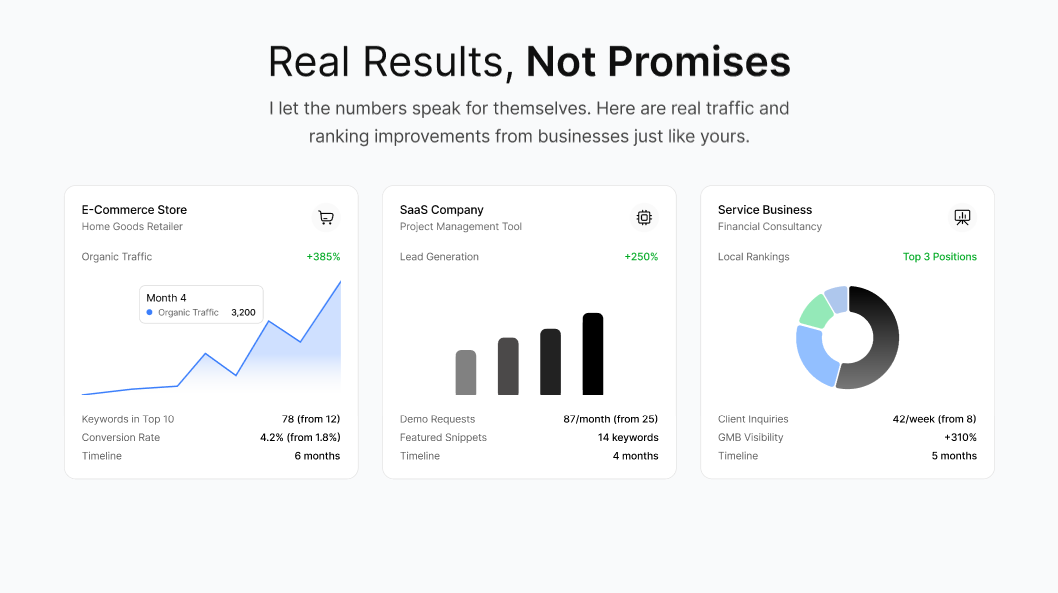 Real Results, Not Promises
I let the numbers speak for themselves. Here are real traffic and
ranking improvements from businesses just like yours.
E-Commerce Store
Home Goods Retailer
Organic Traffic +385%
Month 4
Organic Traffic 3,200
Keywords in Top 10 78 (from 12)
Conversion Rate 4.2% (from 1.8%)
Timeline 6 months
SaaS Company
Project Management Tool
Lead Generation +250%
Demo Requests 87/month (from 25)
Featured Snippets 14 keywords
Timeline 4 months
Service Business
Financial Consultancy
Local Rankings Top 3 Positions
Client Inquiries 42/week (from 8)
GMB Visibility +310%
Timeline 5 months